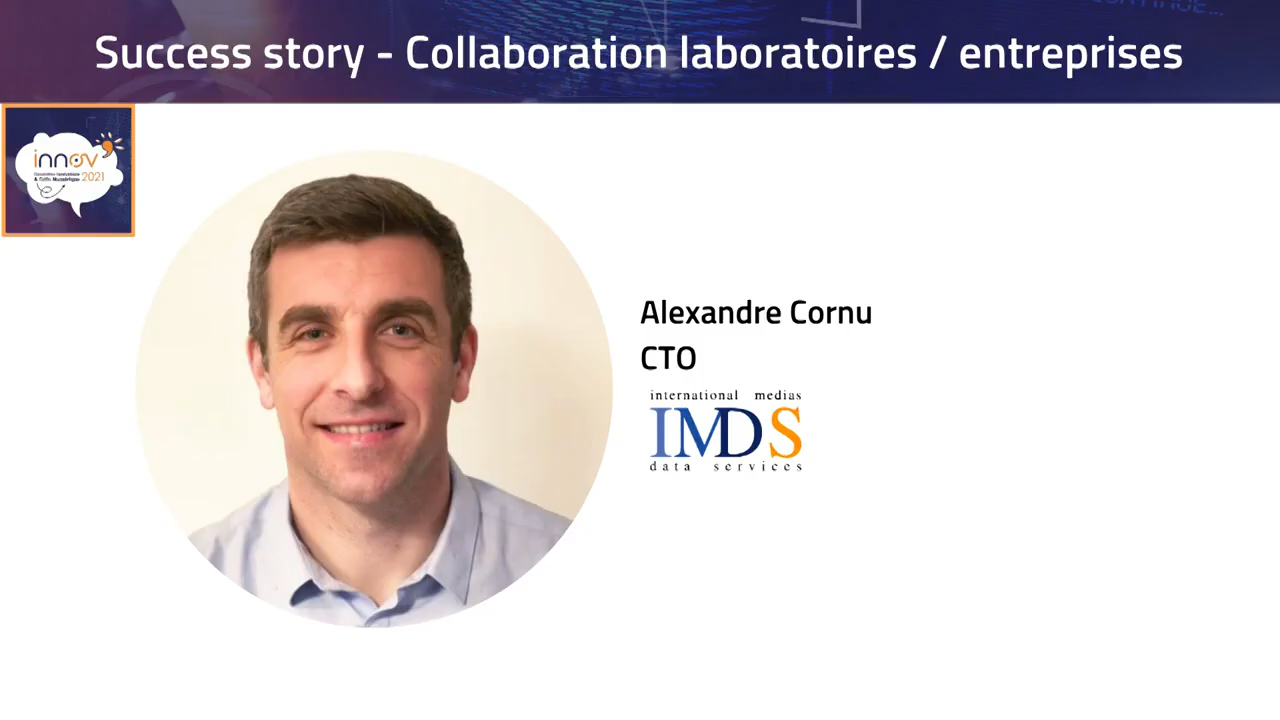 Success story - Collaboration laboratoires / entreprises
innov'
2021
Alexandre Cornu
CTO
international medias
IMDS
data services